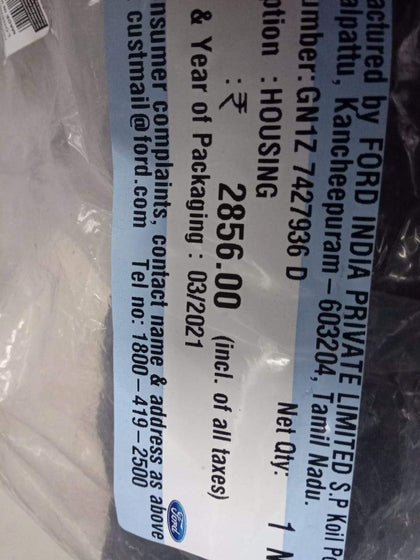 actured by FORD INDIA PRIVATE LIMITED S.P Koil Po
alpattu, Kancheepuram – 603204, Tamil Nadu.
umber: GN1Z 7427936 D
ption : HOUSING Net Qty: 1 N
: ₹ 2856.00 (incl. of all taxes)
& Year of Packaging : 03/2021
nsumer complaints, contact name & address as above
custmail@ford.com Tel no: 1800–419–2500
Ford